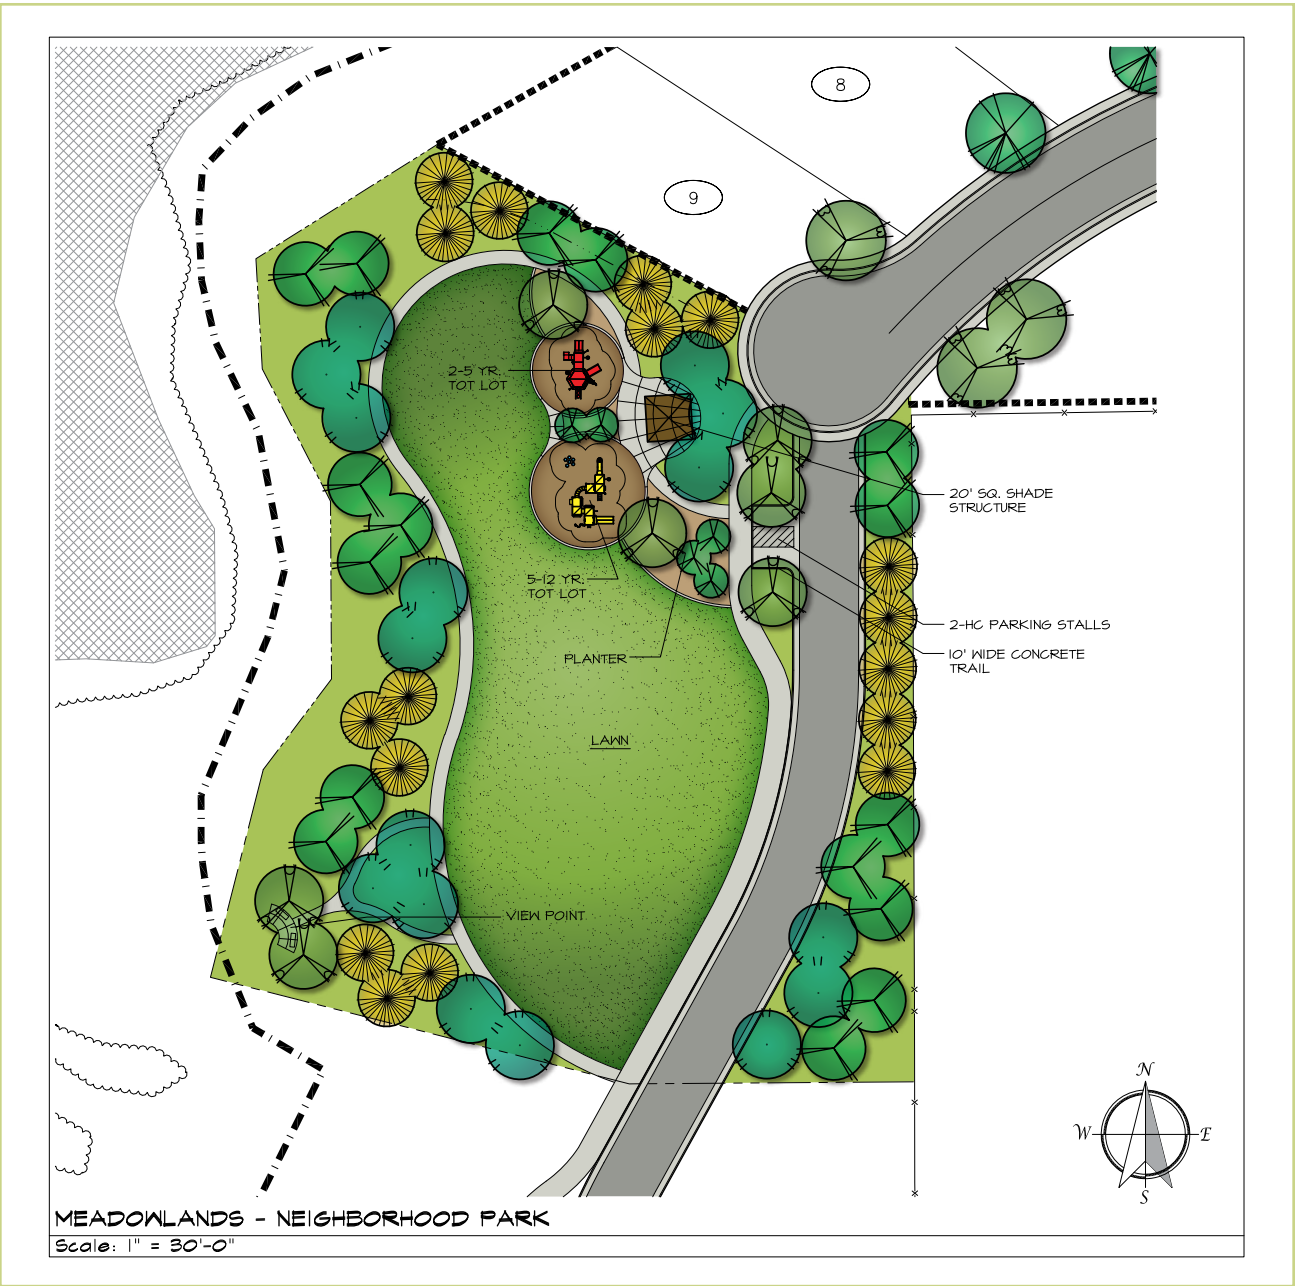 8
9
2-5 YR.
TOT LOT
20' SQ. SHADE
STRUCTURE
5-12 YR.
TOT LOT
2-HC PARKING STALLS
PLANTER
10' WIDE CONCRETE
TRAIL
LAWN
VIEW POINT
N
W
E
S
MEADOWLANDS - NEIGHBORHOOD PARK
Scale: 1" = 30'-0"